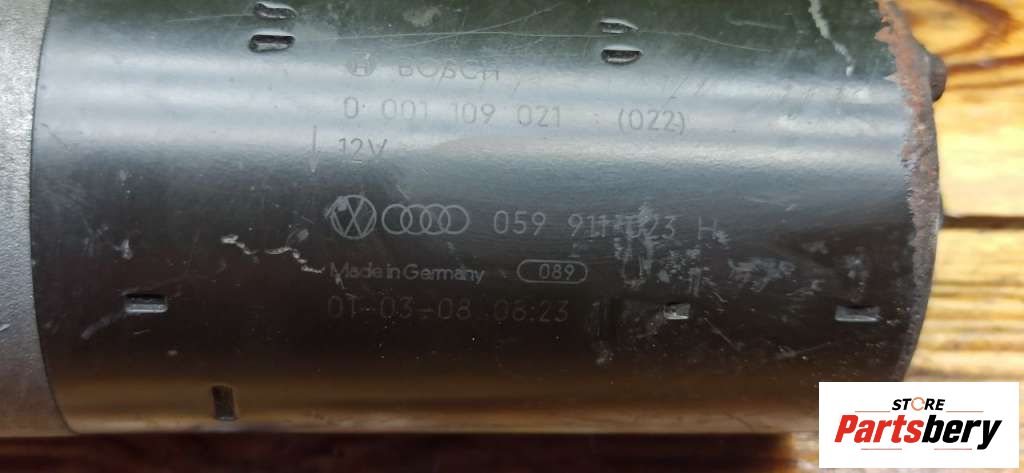 BOSCH
0 001 109 021 (022)
12V
059 911 023 H
Made in Germany 089
01-03-08 06:23
STORE
Partsbery